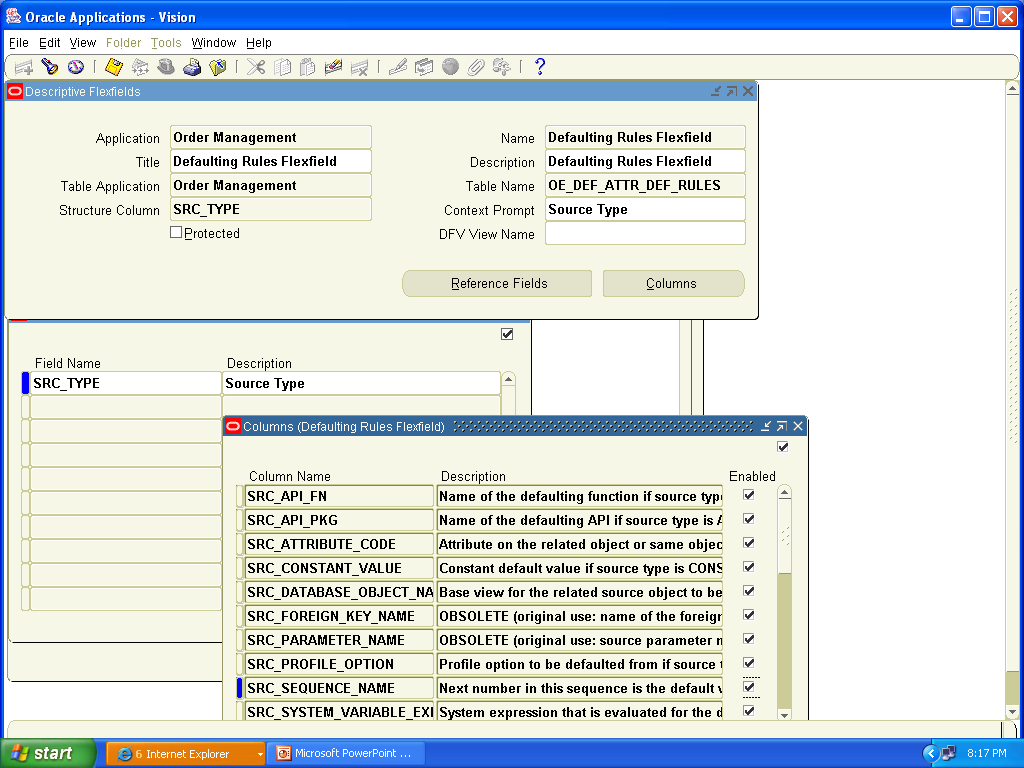 Oracle Applications - Vision
File Edit View Folder Tools Window Help
Descriptive Flexfields
Application Order Management
Name Defaulting Rules Flexfield
Title Defaulting Rules Flexfield
Description Defaulting Rules Flexfield
Table Application Order Management
Table Name OE_DEF_ATTR_DEF_RULES
Structure Column SRC_TYPE
Context Prompt Source Type
Protected
DFV View Name
Reference Fields Columns
Field Name Description
SRC_TYPE Source Type
Columns (Defaulting Rules Flexfield)
Column Name Description Enabled
SRC_API_FN Name of the defaulting function if source typ
SRC_API_PKG Name of the defaulting API if source type is A
SRC_ATTRIBUTE_CODE Attribute on the related object or same objec
SRC_CONSTANT_VALUE Constant default value if source type is CONS
SRC_DATABASE_OBJECT_NA Base view for the related source object to be
SRC_FOREIGN_KEY_NAME OBSOLETE (original use: name of the foreig
SRC_PARAMETER_NAME OBSOLETE (original use: source parameter n
SRC_PROFILE_OPTION Profile option to be defaulted from if source t
SRC_SEQUENCE_NAME Next number in this sequence is the default v
SRC_SYSTEM_VARIABLE_EXI System expression that is evaluated for the d
start 6 Internet Explorer Microsoft PowerPoint ... 8:17 PM